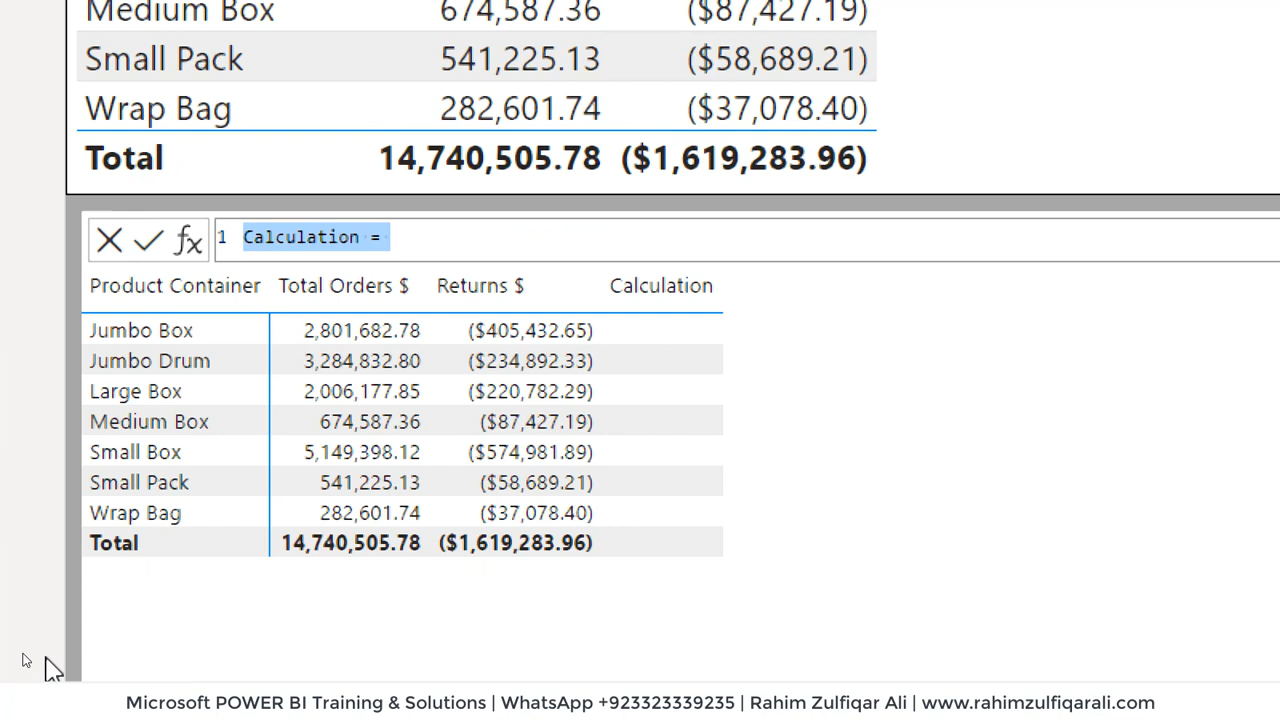 Medium Box 674,587.36 ($87,427.19)
Small Pack 541,225.13 ($58,689.21)
Wrap Bag 282,601.74 ($37,078.40)
Total 14,740,505.78 ($1,619,283.96)
fx 1 Calculation =
Product Container Total Orders $ Returns $ Calculation
Jumbo Box 2,801,682.78 ($405,432.65)
Jumbo Drum 3,284,832.80 ($234,892.33)
Large Box 2,006,177.85 ($220,782.29)
Medium Box 674,587.36 ($87,427.19)
Small Box 5,149,398.12 ($574,981.89)
Small Pack 541,225.13 ($58,689.21)
Wrap Bag 282,601.74 ($37,078.40)
Total 14,740,505.78 ($1,619,283.96)
Microsoft POWER BI Training & Solutions | WhatsApp +923323339235 | Rahim Zulfiqar Ali | www.rahimzulfiqarali.com